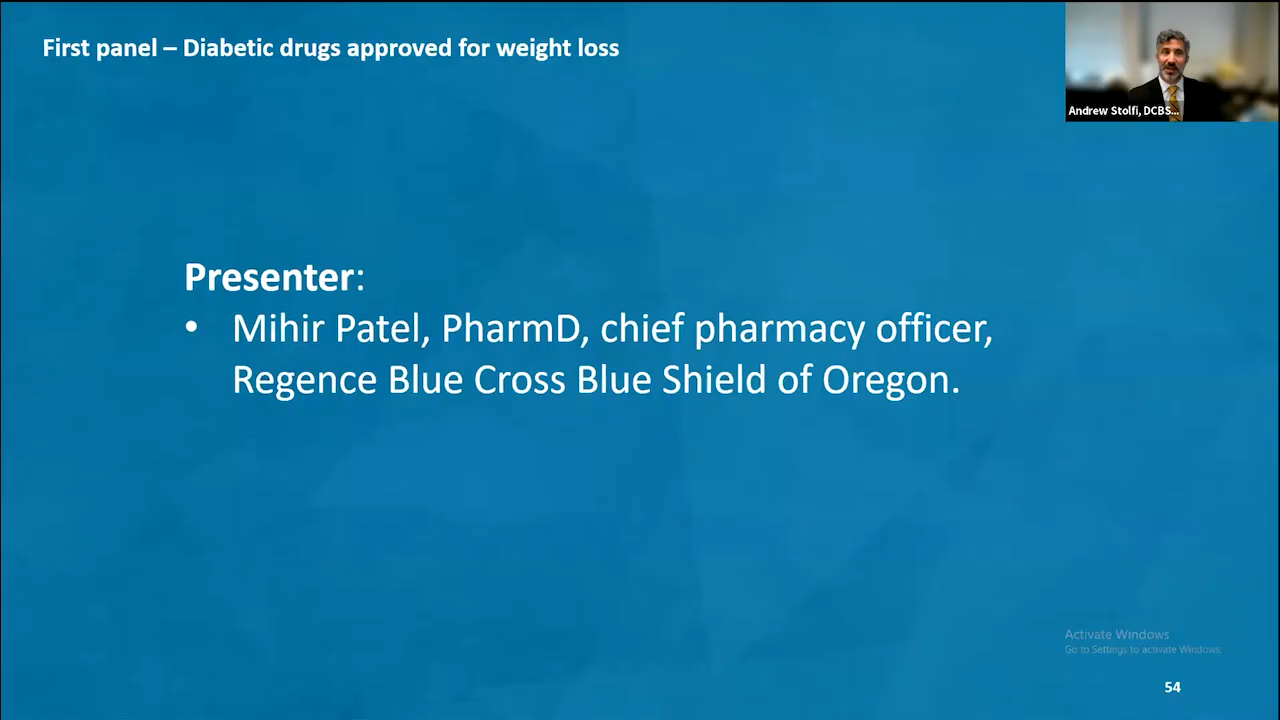 First panel – Diabetic drugs approved for weight loss
Andrew Stolfi, DCBS...
Presenter:
• Mihir Patel, PharmD, chief pharmacy officer,
Regence Blue Cross Blue Shield of Oregon.
Activate Windows
Go to Settings to activate Windows.
54